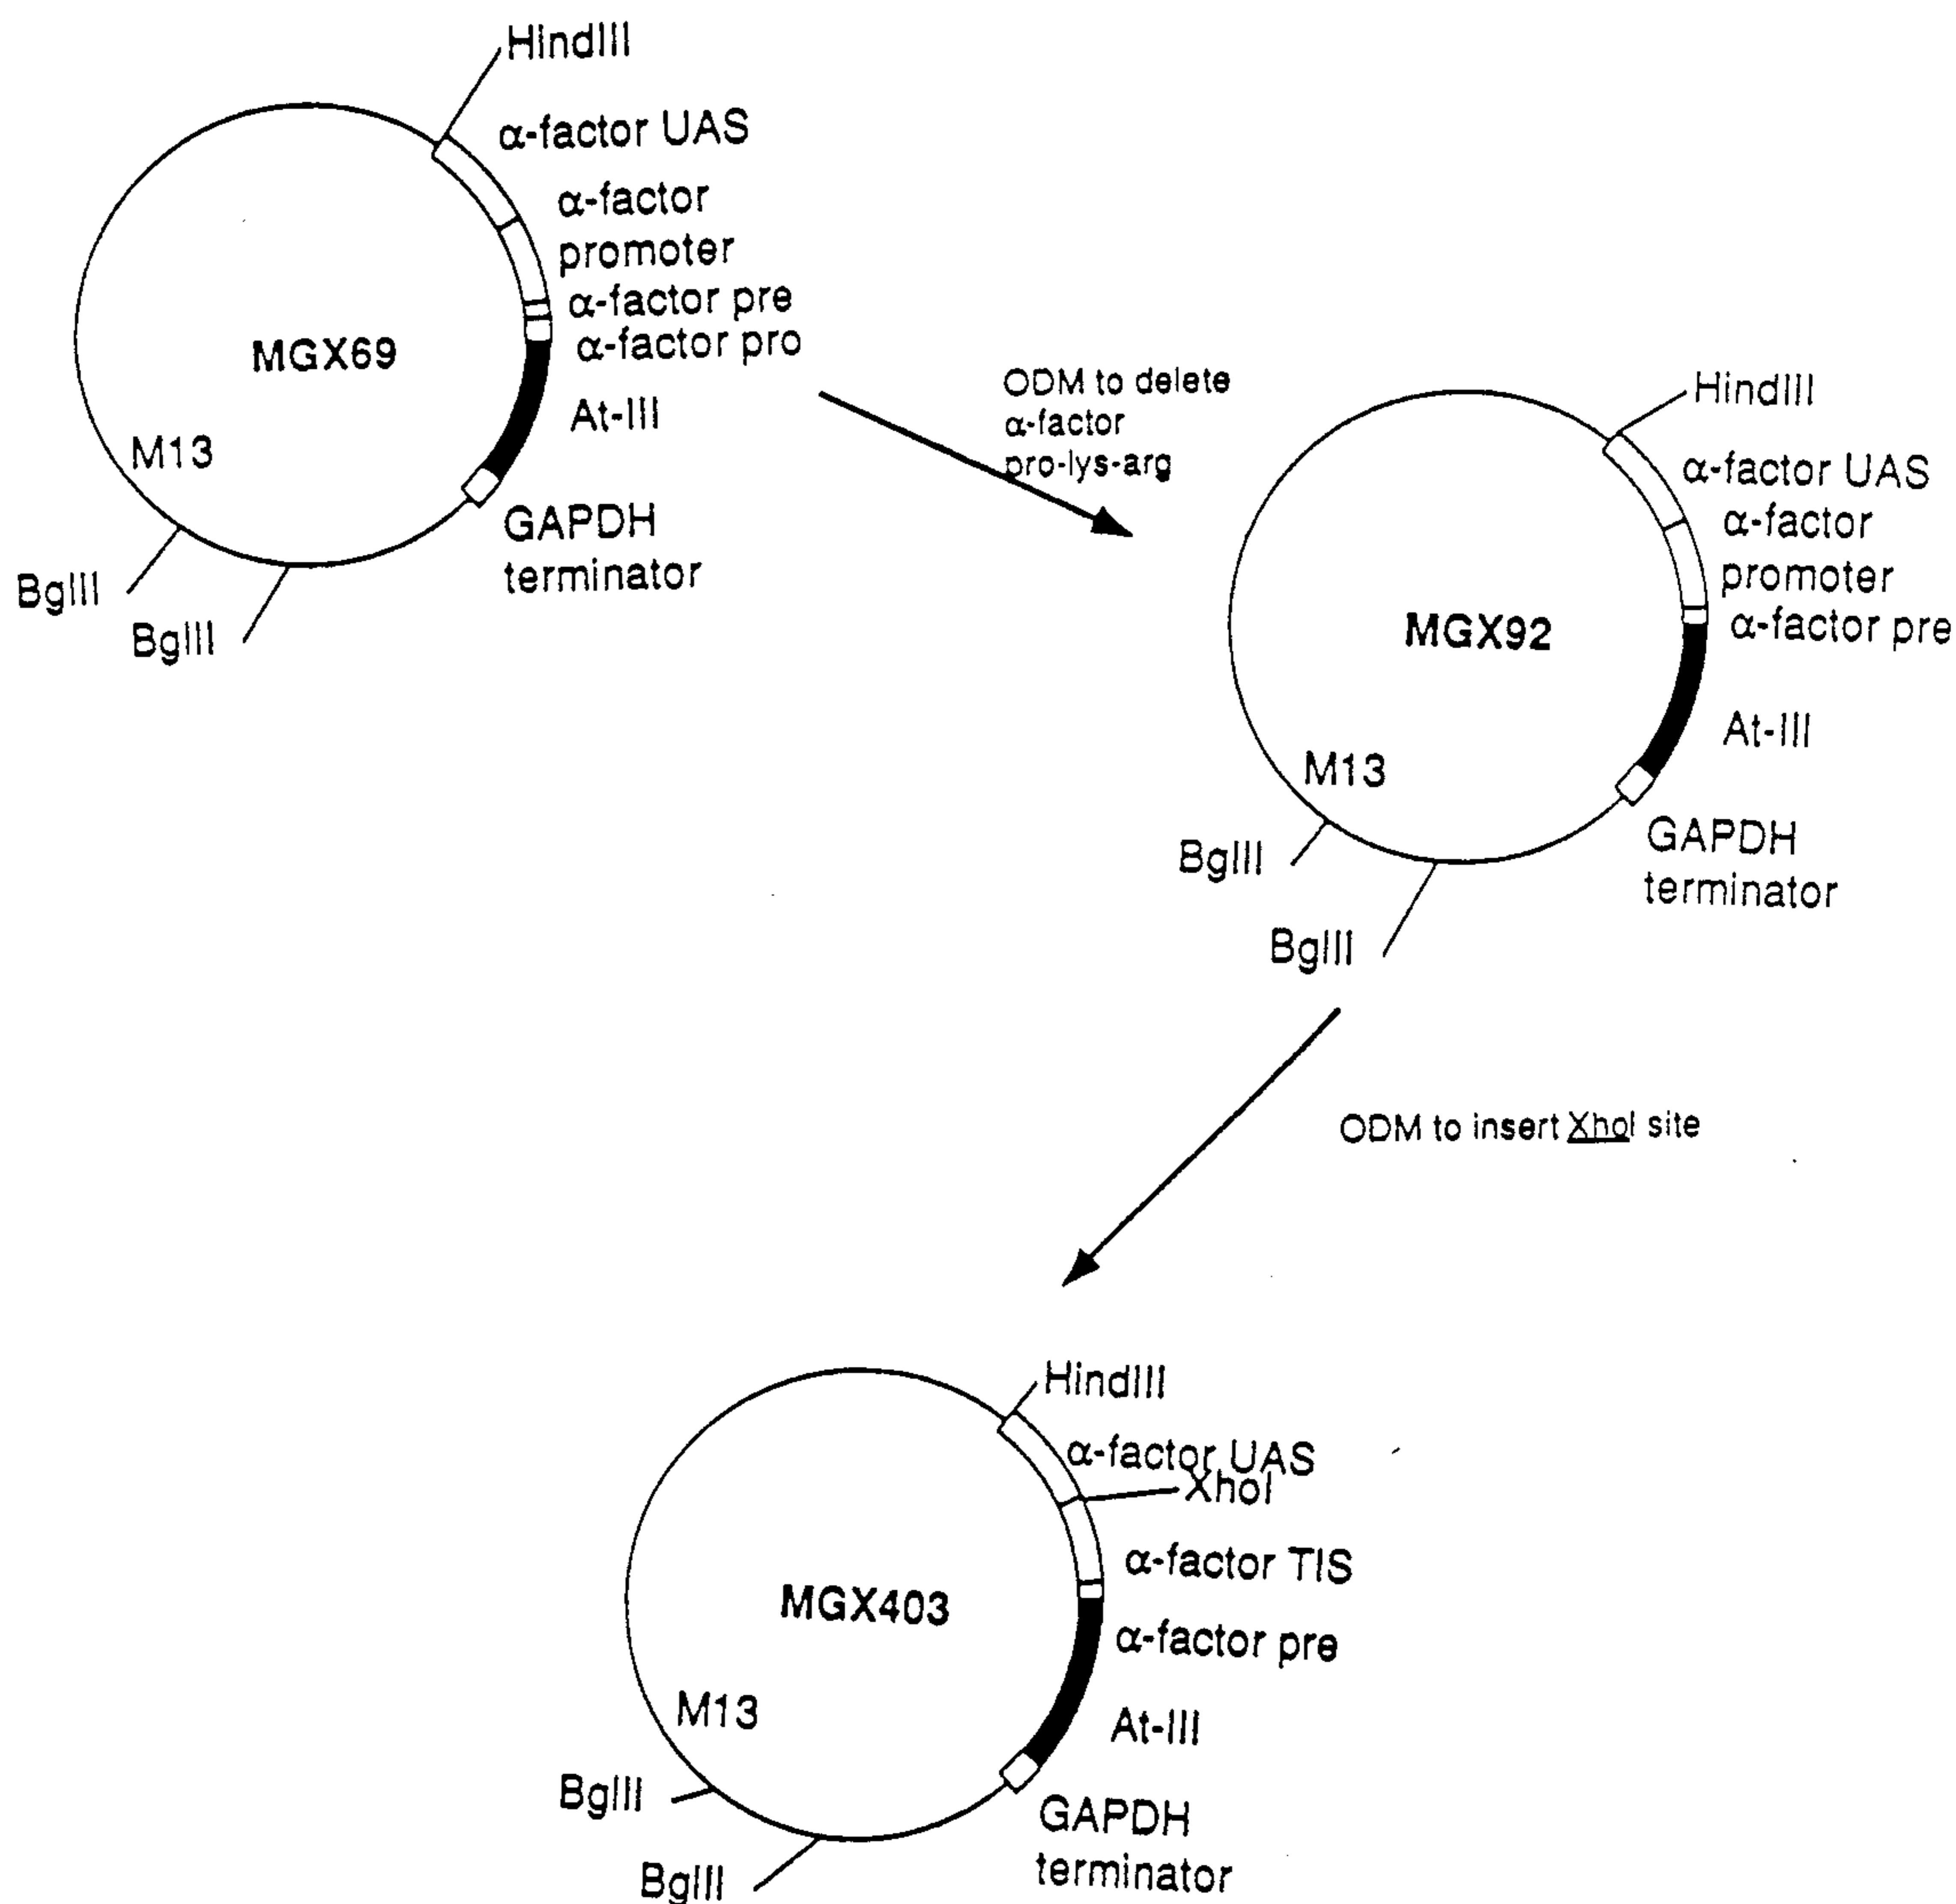 HindIII
α-factor UAS
α-factor
promoter
α-factor pre
α-factor pro
MGX69
At-III
M13
GAPDH
terminator
BglII
BglII
ODM to delete
α-factor
pro-lys-arg
HindIII
α-factor UAS
α-factor
promoter
α-factor pre
MGX92
At-III
M13
GAPDH
terminator
BglII
BglII
ODM to insert XhoI site
HindIII
α-factor UAS
XhoI
α-factor TIS
MGX403
α-factor pre
M13
At-III
BglII
GAPDH
terminator
BglII